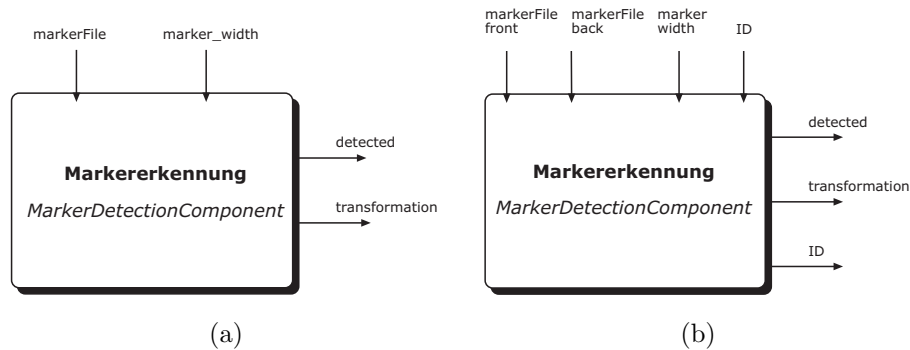 markerFile
marker_width
Markererkennung
MarkerDetectionComponent
detected
transformation
(a)
markerFile
front
markerFile
back
marker
width
ID
Markererkennung
MarkerDetectionComponent
detected
transformation
ID
(b)